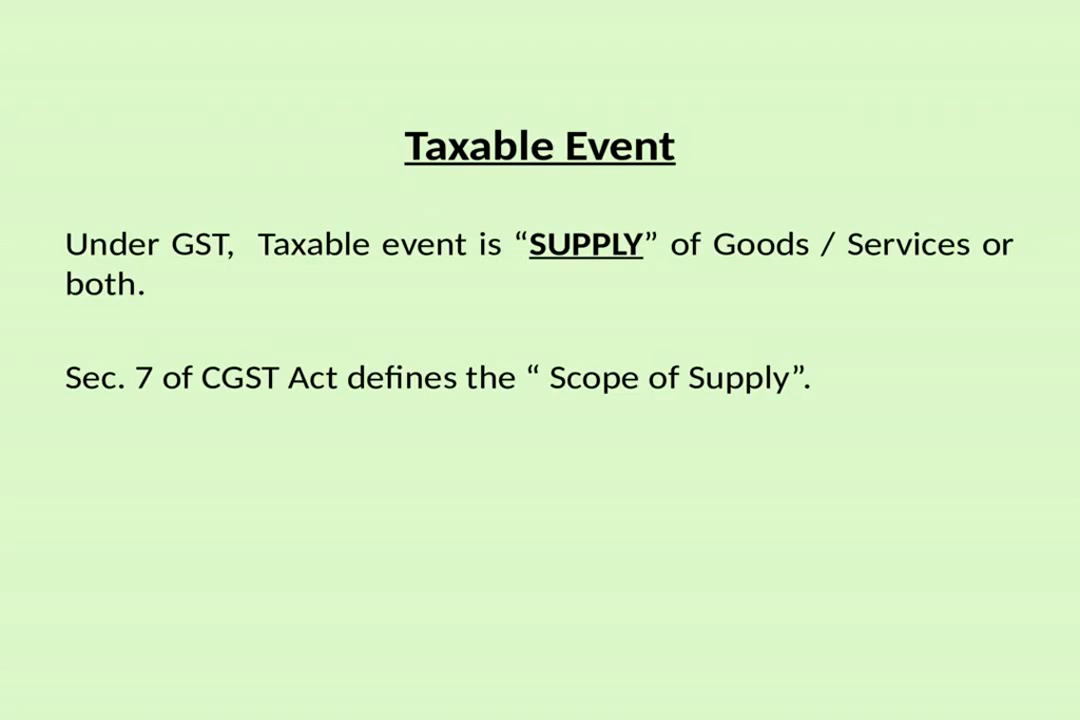 Taxable Event
Under GST,  Taxable event is “SUPPLY” of Goods / Services or
both.
Sec. 7 of CGST Act defines the “ Scope of Supply”.